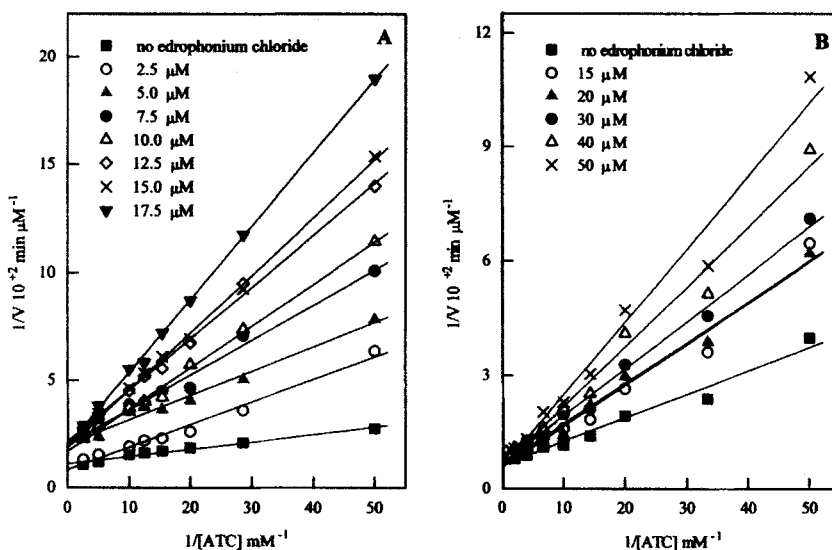 A
no edrophonium chloride
2.5 μM
5.0 μM
7.5 μM
10.0 μM
12.5 μM
15.0 μM
17.5 μM
20
15
10
5
0
0 10 20 30 40 50
1/V 10⁺² min μM⁻¹
1/[ATC] mM⁻¹
B
no edrophonium chloride
15 μM
20 μM
30 μM
40 μM
50 μM
12
9
6
3
0
0 10 20 30 40 50
1/V 10⁺² min μM⁻¹
1/[ATC] mM⁻¹